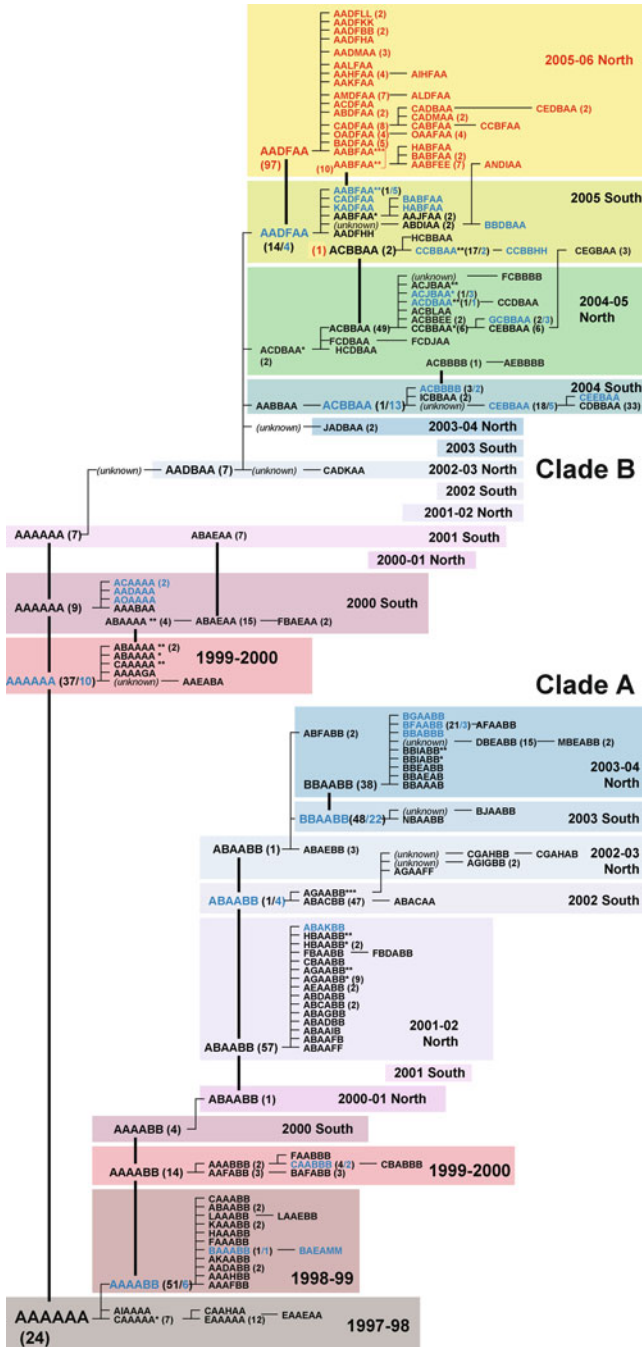 AADFLL (2)
AADFKK
AADFBB (2)
AADFHA
AADMAA (3)
2005-06 North
AALFAA
AAHFAA (4) AIHFAA
AAKFAA
AMDFAA (7) ALDFAA
ACDFAA
ABDFAA (2) CADBAA CEDBAA (2)
CADMAA (2)
CADFAA (8) CABFAA CCBFAA
OADFAA (4) OAAFAA (4)
BADFAA (5)
AADFAA AABFAA*** HABFAA
(97) BABFAA (2) ANDIAA
(10) AABFAA** AABFEE (7)
2005 South
AABFAA**(1/5) BABFAA
CADFAA HABFAA
KADFAA
AABFAA* AAJFAA (2)
AADFAA (unknown) ABDIAA (2) BBDBAA
(14/4) AADFHH
HCBBAA
(1) ACBBAA (2) CCBBAA**(17/2) CCBBHH CEGBAA (3)
(unknown) FCBBBB
ACJBAA**
ACJBAA* (1/3)
2004-05
North
ACDBAA**(1/1) CCDBAA
ACBLAA
ACBBAA (49) ACBBEE (2) GCBBAA (2/3)
CCBBAA*(6) CEBBAA (6)
ACDBAA* FCDBAA FCDJAA
(2) HCDBAA
ACBBBB (1) AEBBBB
2004 South
ACBBBB (3/2)
AABBAA ACBBAA (1/13) ICBBAA (2) CEEBAA
(unknown) CEBBAA (18/5) CDBBAA (33)
(unknown) JADBAA (2) 2003-04 North
2003 South
(unknown) AADBAA (7) (unknown) CADKAA 2002-03 North
Clade B
2002 South
2001-02 North
AAAAAA (7) ABAEAA (7) 2001 South
2000-01 North
ACAAAA (2)
AADAAA
AOAAAA
AAAAAA (9) AAABAA 2000 South
ABAAAA ** (4) ABAEAA (15) FBAEAA (2)
ABAAAA ** (2)
ABAAAA *
CAAAAA **
1999-2000
AAAAGA
AAAAAA (37/10) (unknown) AAEABA
Clade A
BGAABB
BFAABB (21/3) AFAABB
ABFABB (2) BBABBB
(unknown) DBEABB (15) MBEABB (2)
BBIABB**
BBIABB*
BBEABB
2003-04
North
BBAEAB
BBAABB (38) BBAAAB
BBAABB(48/22) (unknown) BJAABB
NBAABB
2003 South
ABAABB (1) ABAEBB (3) (unknown) CGAHBB CGAHAB
(unknown) AGIGBB (2)
AGAAFF
2002-03
North
ABAABB (1/4) AGAABB***
ABACBB (47) ABACAA
2002 South
ABAKBB
HBAABB**
HBAABB* (2)
FBAABB FBDABB
CBAABB
AGAABB**
AGAABB* (9)
AEAABB (2)
ABDABB
ABCABB (2)
ABAGBB
ABADBB
2001-02
North
ABAAIB
ABAABB (57) ABAAFB
ABAAFF
2001 South
ABAABB (1) 2000-01 North
AAAABB (4) 2000 South
FAABBB
AAAABB (14) AAABBB (2) CAABBB (4/2) CBABBB
AAFABB (3) BAFABB (3)
1999-2000
CAAABB
ABAABB (2)
LAAABB LAAEBB
KAAABB (2)
HAAABB
FAAABB
BAAABB (1/1) BAEAMM
AKAABB
AADABB (2)
AAAHBB
AAAABB (51/6) AAAFBB
1998-99
AAAAAA AIAAAA
CAAAAA* (7) CAAHAA
(24) EAAAAA (12) EAAEAA
1997-98